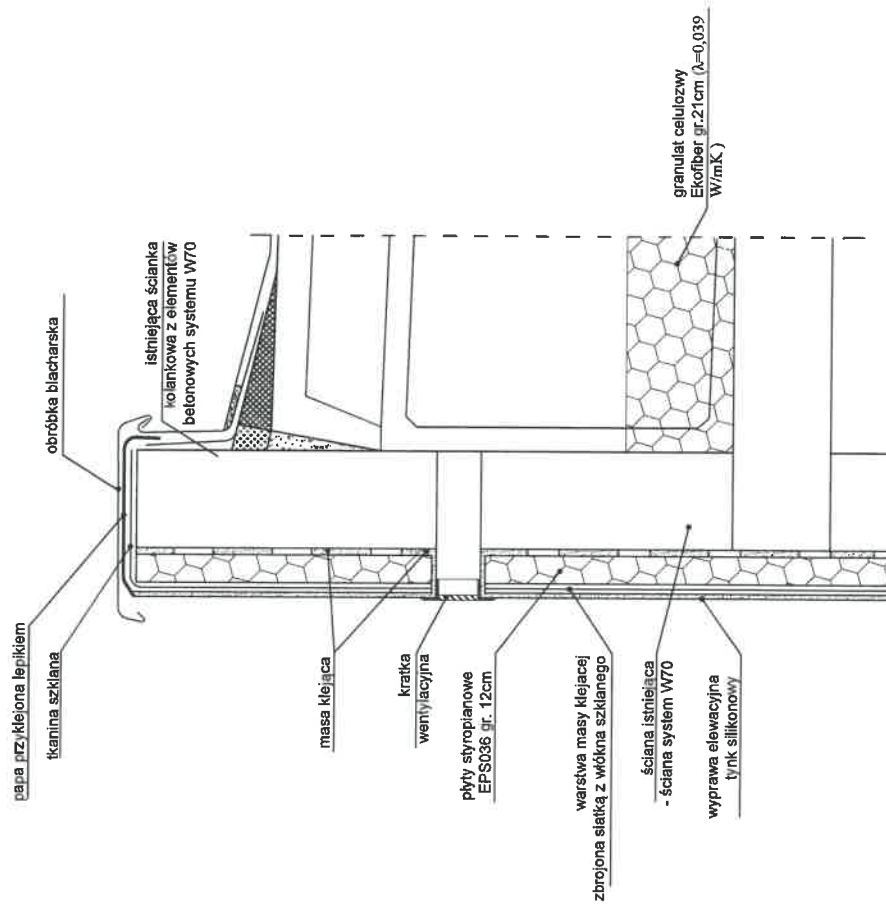 papa przyklejona lepikiem
tkanina szklana
obróbka blacharska
istniejąca ścianka
kolankowa z elementów
betonowych systemu W70
masa klejąca
kratka
wentylacyjna
płyty styropianowe
EPS036 gr. 12cm
warstwa masy klejacej
zbrojona siatką z włókna szklanego
ściana istniejąca
- ściana system W70
wyprawa elewacyjna
tynk silikonowy
granulat celulozwy
Ekofiber gr.21cm (λ=0,039
W/mK )